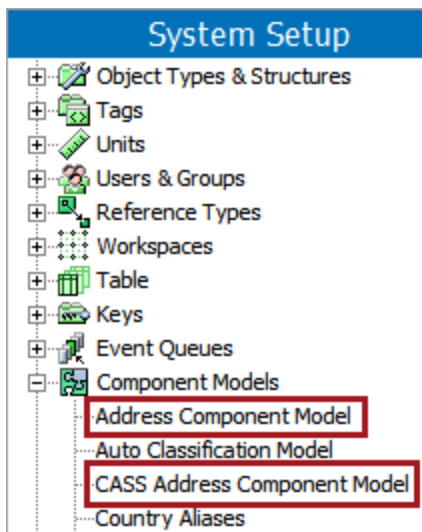 System Setup
Object Types & Structures
Tags
Units
Users & Groups
Reference Types
Workspaces
Table
Keys
Event Queues
Component Models
Address Component Model
Auto Classification Model
CASS Address Component Model
Country Aliases